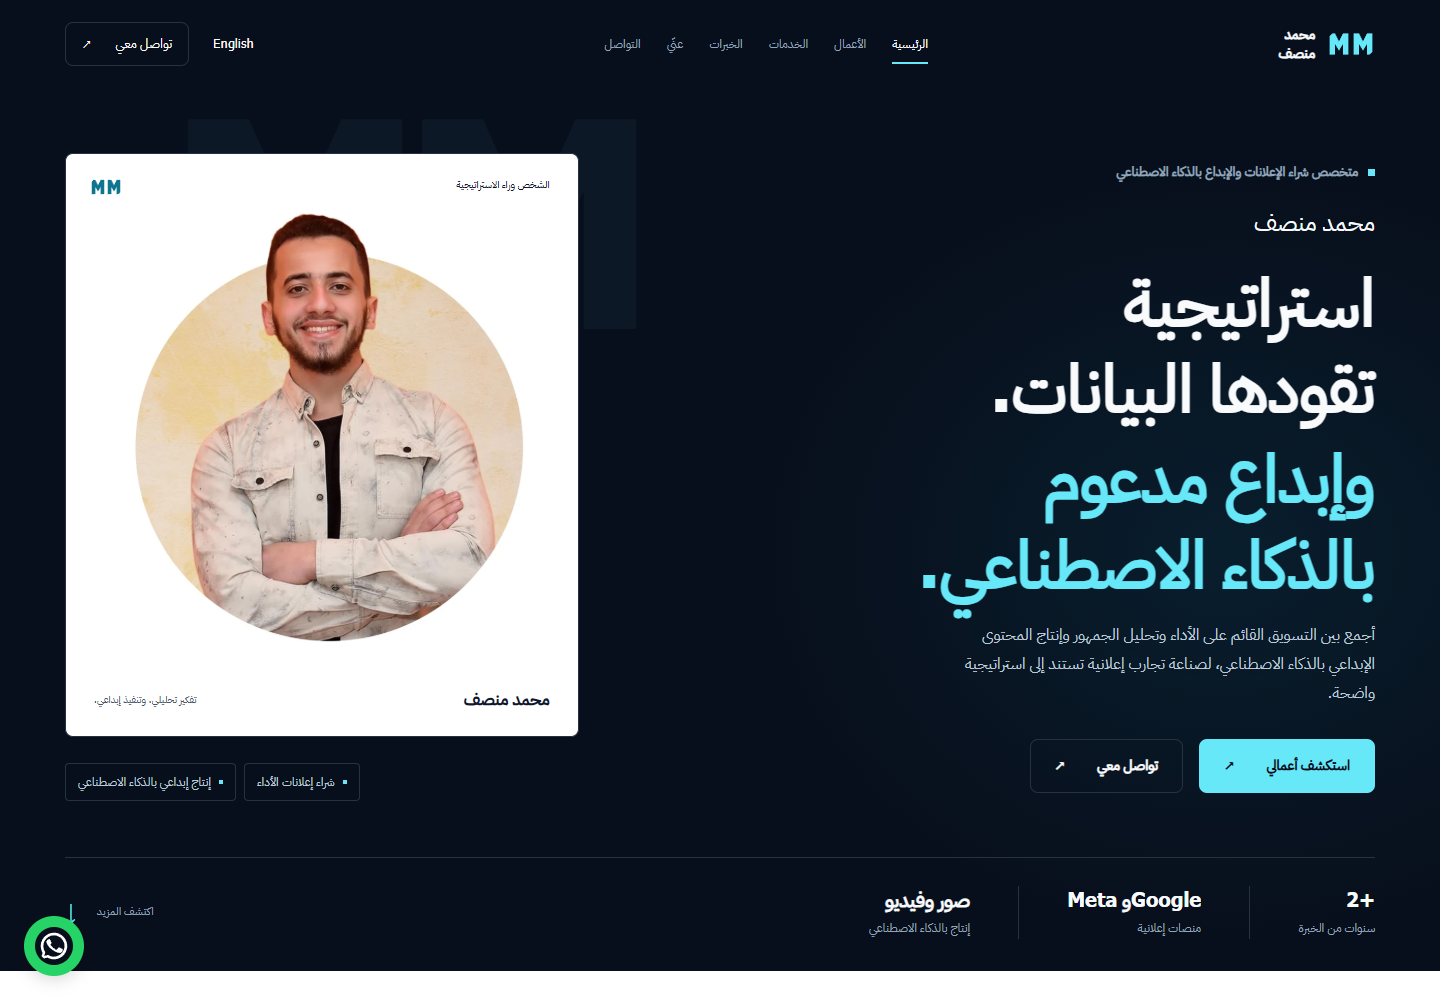 MM
محمد
منصف
الرئيسية
الأعمال
الخدمات
الخبرات
عنّي
التواصل
English
تواصل معي ↗
متخصص شراء الإعلانات والإبداع بالذكاء الاصطناعي
محمد منصف
استراتيجية
تقودها البيانات.
وإبداع مدعوم
بالذكاء الاصطناعي.
أجمع بين التسويق القائم على الأداء وتحليل الجمهور وإنتاج المحتوى
الإبداعي بالذكاء الاصطناعي، لصناعة تجارب إعلانية تستند إلى استراتيجية
واضحة.
استكشف أعمالي ↗
تواصل معي ↗
MM
الشخص وراء الاستراتيجية
MM
محمد منصف
تفكير تحليلي، وتنفيذ إبداعي.
شراء إعلانات الأداء
إنتاج إبداعي بالذكاء الاصطناعي
+2
سنوات من الخبرة
Google و Meta
منصات إعلانية
صور وفيديو
إنتاج بالذكاء الاصطناعي
اكتشف المزيد